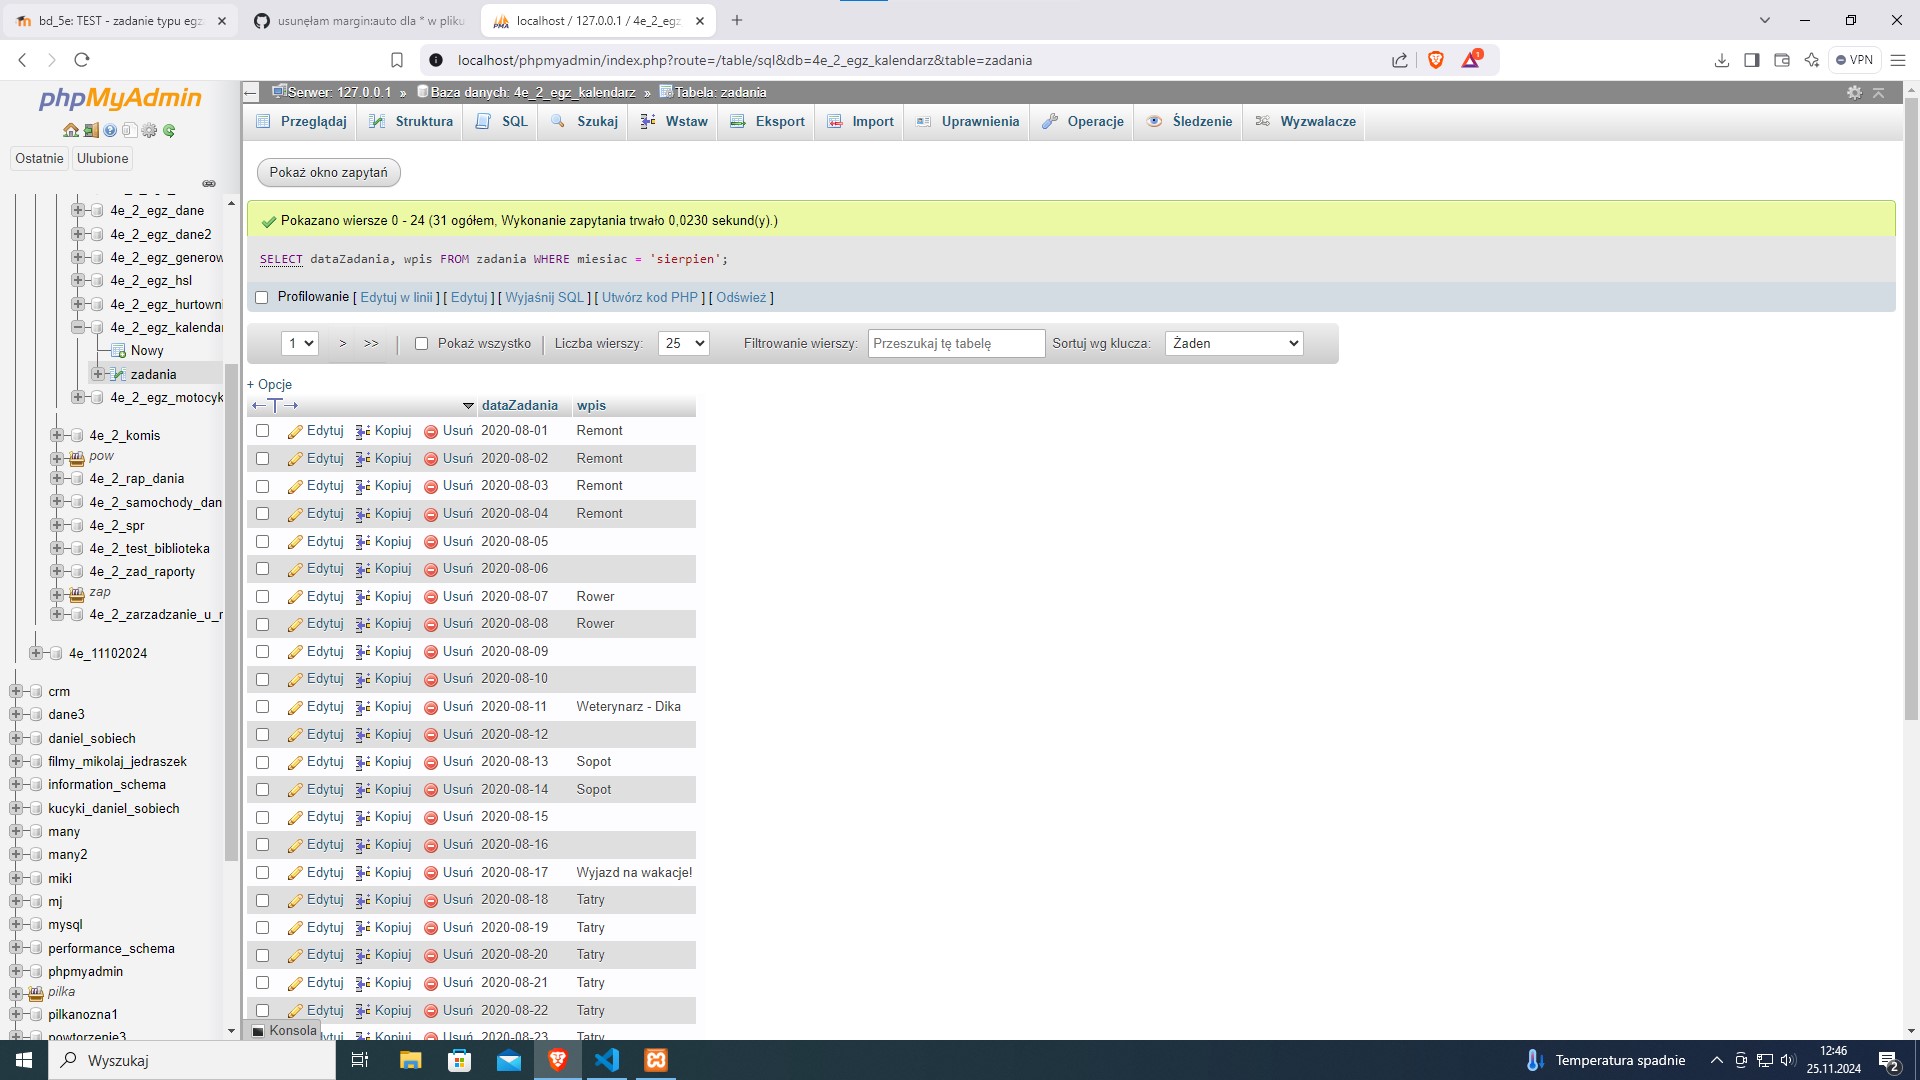 bd_5e: TEST - zadanie typu egz
usunęłam margin:auto dla * w pliku
localhost / 127.0.0.1 / 4e_2_egz
localhost/phpmyadmin/index.php?route=/table/sql&db=4e_2_egz_kalendarz&table=zadania
1
VPN
phpMyAdmin
Ostatnie
Ulubione
4e_2_egz_dane
4e_2_egz_dane2
4e_2_egz_generow
4e_2_egz_hsl
4e_2_egz_hurtowni
4e_2_egz_kalendar
Nowy
zadania
4e_2_egz_motocyk
4e_2_komis
pow
4e_2_rap_dania
4e_2_samochody_dan
4e_2_spr
4e_2_test_biblioteka
4e_2_zad_raporty
zap
4e_2_zarzadzanie_u_r
4e_11102024
crm
dane3
daniel_sobiech
filmy_mikolaj_jedraszek
information_schema
kucyki_daniel_sobiech
many
many2
miki
mj
mysql
performance_schema
phpmyadmin
pilka
pilkanozna1
powtorzenie3
Serwer: 127.0.0.1 » Baza danych: 4e_2_egz_kalendarz » Tabela: zadania
Przeglądaj Struktura SQL Szukaj Wstaw Eksport Import Uprawnienia Operacje Śledzenie Wyzwalacze
Pokaż okno zapytań
Pokazano wiersze 0 - 24 (31 ogółem, Wykonanie zapytania trwało 0,0230 sekund(y).)
SELECT dataZadania, wpis FROM zadania WHERE miesiac = 'sierpien';
Profilowanie [ Edytuj w linii ] [ Edytuj ] [ Wyjaśnij SQL ] [ Utwórz kod PHP ] [ Odśwież ]
1 > >> | Pokaż wszystko | Liczba wierszy: 25 Filtrowanie wierszy: Przeszukaj tę tabelę Sortuj wg klucza: Żaden
+ Opcje
←T→ dataZadania wpis
Edytuj Kopiuj Usuń 2020-08-01 Remont
Edytuj Kopiuj Usuń 2020-08-02 Remont
Edytuj Kopiuj Usuń 2020-08-03 Remont
Edytuj Kopiuj Usuń 2020-08-04 Remont
Edytuj Kopiuj Usuń 2020-08-05
Edytuj Kopiuj Usuń 2020-08-06
Edytuj Kopiuj Usuń 2020-08-07 Rower
Edytuj Kopiuj Usuń 2020-08-08 Rower
Edytuj Kopiuj Usuń 2020-08-09
Edytuj Kopiuj Usuń 2020-08-10
Edytuj Kopiuj Usuń 2020-08-11 Weterynarz - Dika
Edytuj Kopiuj Usuń 2020-08-12
Edytuj Kopiuj Usuń 2020-08-13 Sopot
Edytuj Kopiuj Usuń 2020-08-14 Sopot
Edytuj Kopiuj Usuń 2020-08-15
Edytuj Kopiuj Usuń 2020-08-16
Edytuj Kopiuj Usuń 2020-08-17 Wyjazd na wakacje!
Edytuj Kopiuj Usuń 2020-08-18 Tatry
Edytuj Kopiuj Usuń 2020-08-19 Tatry
Edytuj Kopiuj Usuń 2020-08-20 Tatry
Edytuj Kopiuj Usuń 2020-08-21 Tatry
Edytuj Kopiuj Usuń 2020-08-22 Tatry
Kopiuj Usuń 2020-08-23 Tatry
Konsola
Wyszukaj
Temperatura spadnie
12:46
25.11.2024
2